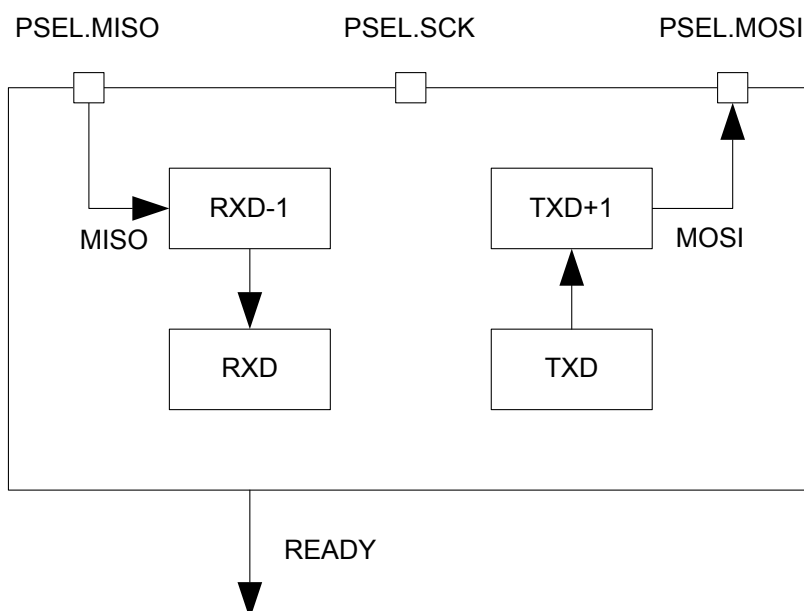 PSEL.MISO
PSEL.SCK
PSEL.MOSI
RXD-1
TXD+1
MISO
MOSI
RXD
TXD
READY